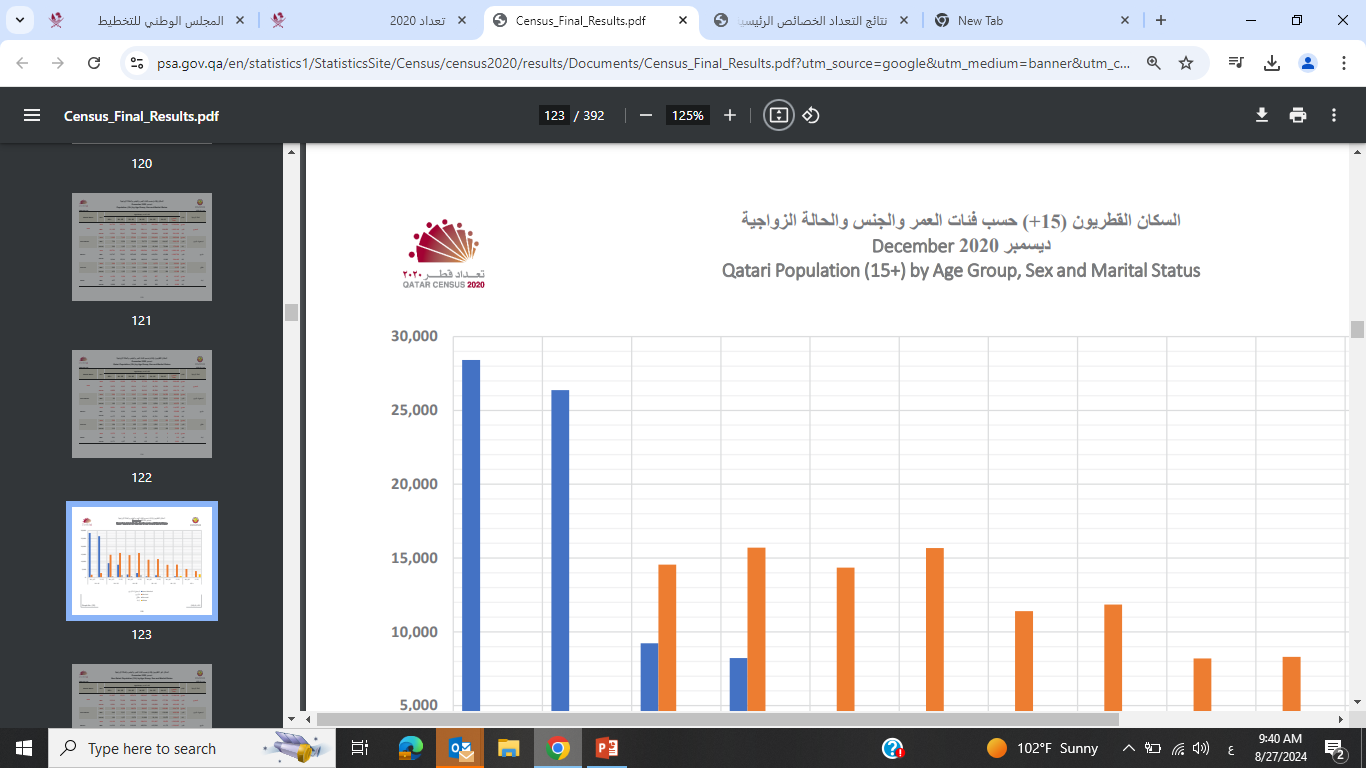 المجلس الوطني للتخطيط
تعداد 2020
Census_Final_Results.pdf
نتائج التعداد الخصائص الرئيسيا
New Tab
psa.gov.qa/en/statistics1/StatisticsSite/Census/census2020/results/Documents/Census_Final_Results.pdf?utm_source=google&utm_medium=banner&utm_c...
Census_Final_Results.pdf
123 / 392
125%
120
121
122
123
السكان القطريون (15+) حسب فئات العمر والجنس والحالة الزواجية
ديسمبر 2020 December
Qatari Population (15+) by Age Group, Sex and Marital Status
تعداد قطر ٢٠٢٠
QATAR CENSUS 2020
30,000
25,000
20,000
15,000
10,000
5,000
Type here to search
102°F Sunny
ع
9:40 AM
8/27/2024
2